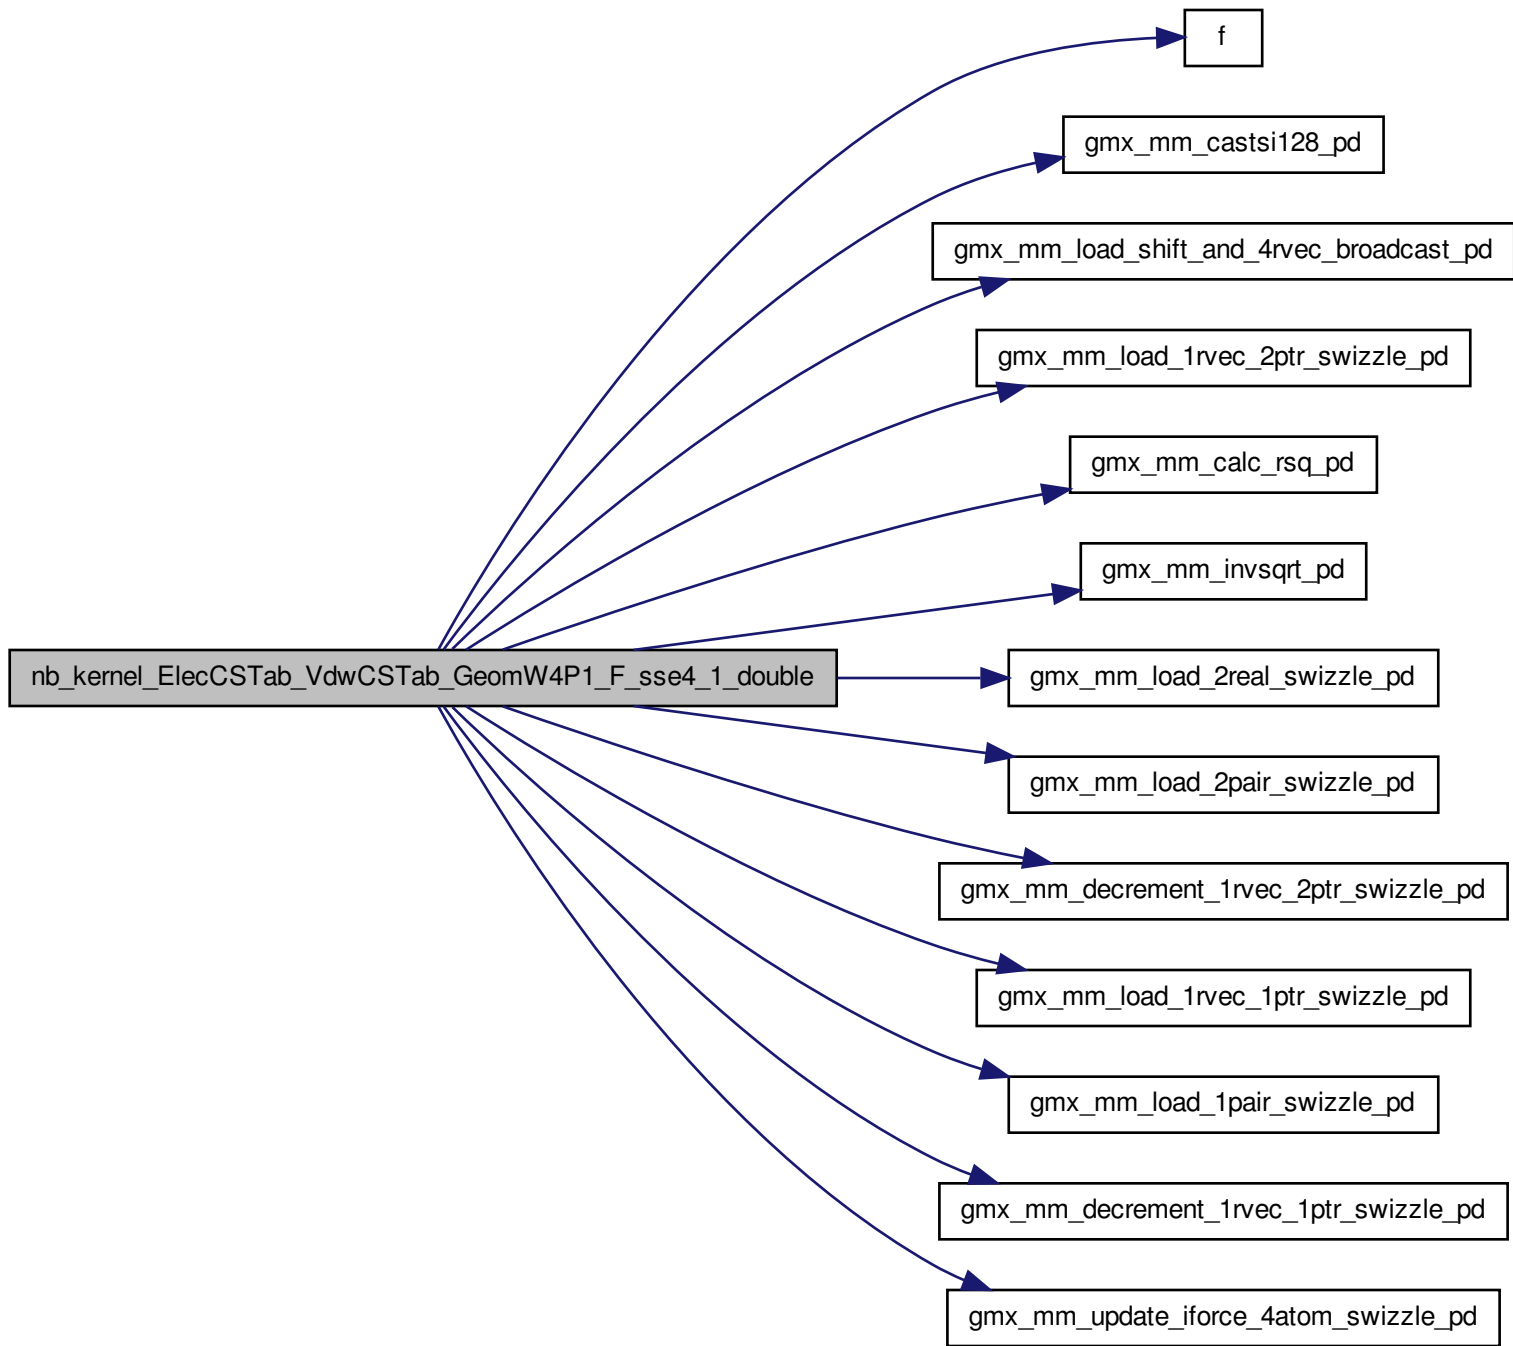 f
gmx_mm_castsi128_pd
gmx_mm_load_shift_and_4rvec_broadcast_pd
gmx_mm_load_1rvec_2ptr_swizzle_pd
gmx_mm_calc_rsq_pd
gmx_mm_invsqrt_pd
nb_kernel_ElecCSTab_VdwCSTab_GeomW4P1_F_sse4_1_double
gmx_mm_load_2real_swizzle_pd
gmx_mm_load_2pair_swizzle_pd
gmx_mm_decrement_1rvec_2ptr_swizzle_pd
gmx_mm_load_1rvec_1ptr_swizzle_pd
gmx_mm_load_1pair_swizzle_pd
gmx_mm_decrement_1rvec_1ptr_swizzle_pd
gmx_mm_update_iforce_4atom_swizzle_pd